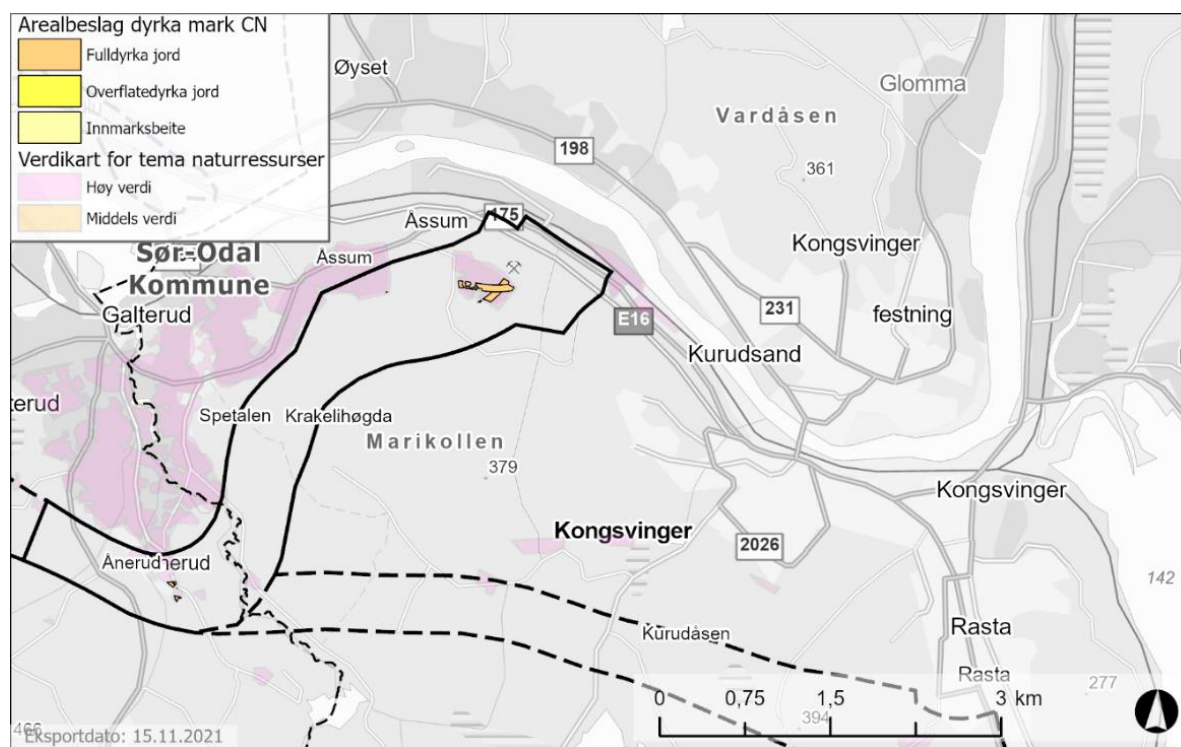 Arealbeslag dyrka mark CN
Fulldyrka jord
Overflatedyrka jord
Innmarksbeite
Verdikart for tema naturressurser
Høy verdi
Middels verdi
Øyset
Glomma
Vardåsen
198
361
175
Åssum
Åssum
Kongsvinger
Sør-Odal
Kommune
Galterud
231
festning
E16
Kurudsand
terud
Spetalen
Krakelihøgda
Marikollen
379
Kongsvinger
Kongsvinger
2026
Ånerud
herud
142
Kurudåsen
Rasta
Rasta
277
0 0,75 1,5 3 km
394
466
Eksportdato: 15.11.2021